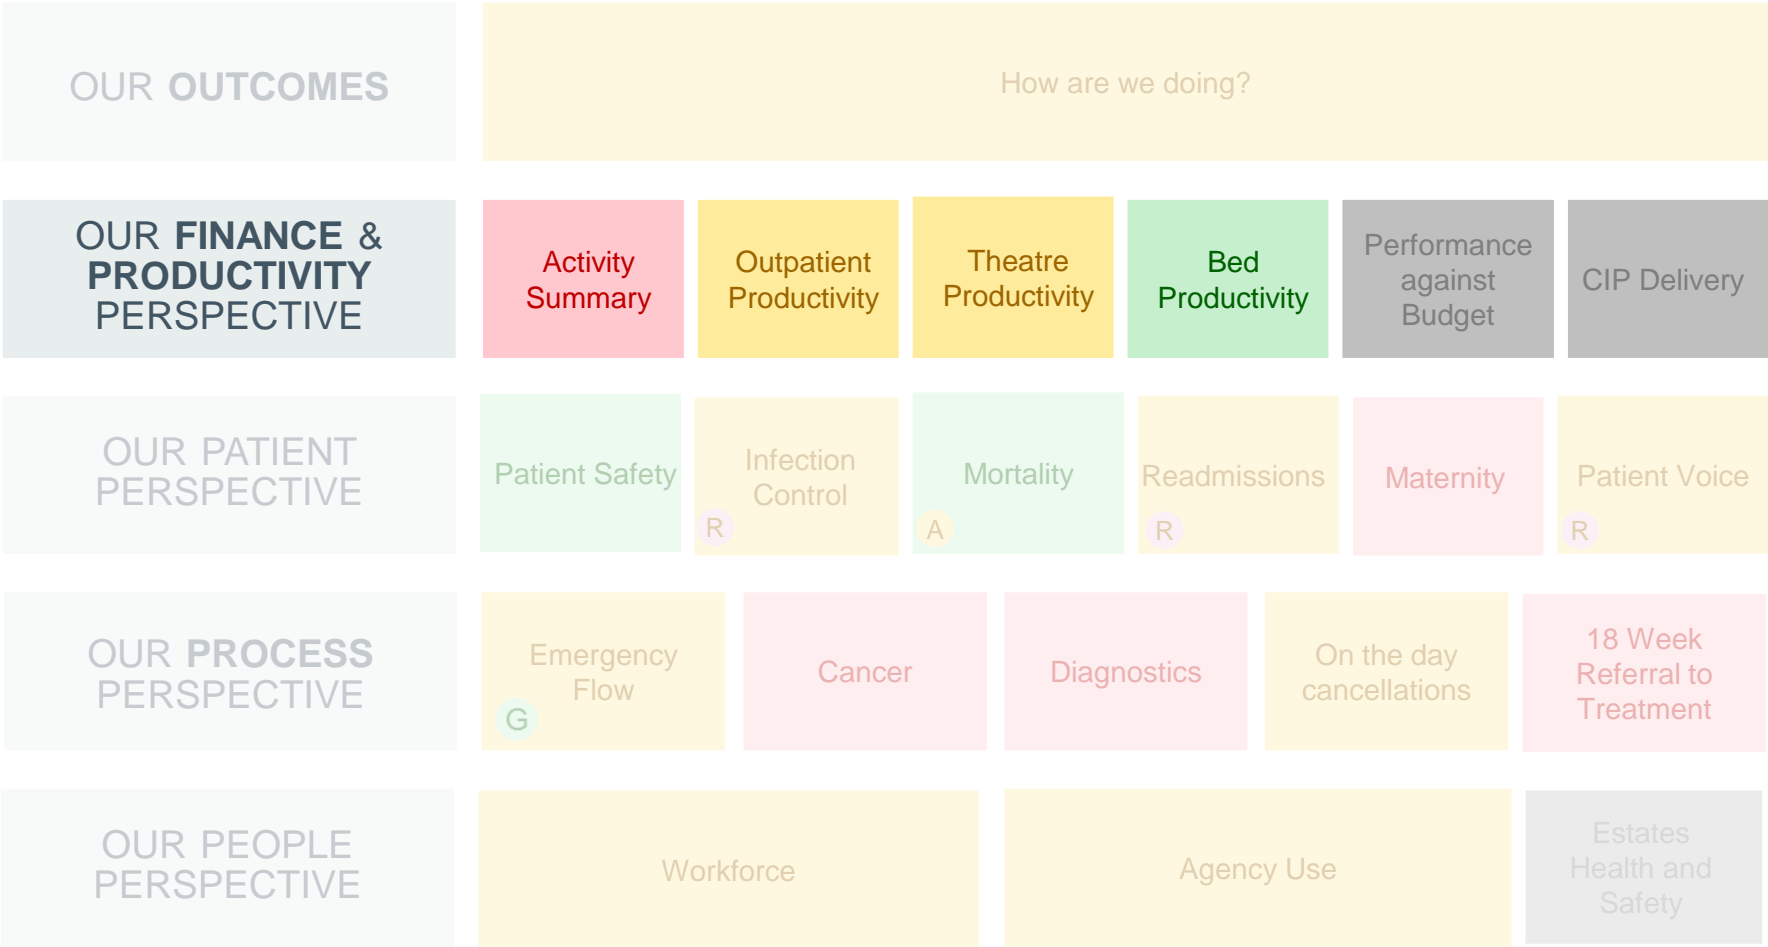 OUR OUTCOMES
How are we doing?
OUR FINANCE &
PRODUCTIVITY
PERSPECTIVE
Activity
Summary
Outpatient
Productivity
Theatre
Productivity
Bed
Productivity
Performance
against
Budget
CIP Delivery
OUR PATIENT
PERSPECTIVE
Patient Safety
Infection
Control
R
Mortality
A
Readmissions
R
Maternity
Patient Voice
R
OUR PROCESS
PERSPECTIVE
Emergency
Flow
G
Cancer
Diagnostics
On the day
cancellations
18 Week
Referral to
Treatment
OUR PEOPLE
PERSPECTIVE
Workforce
Agency Use
Estates
Health and
Safety